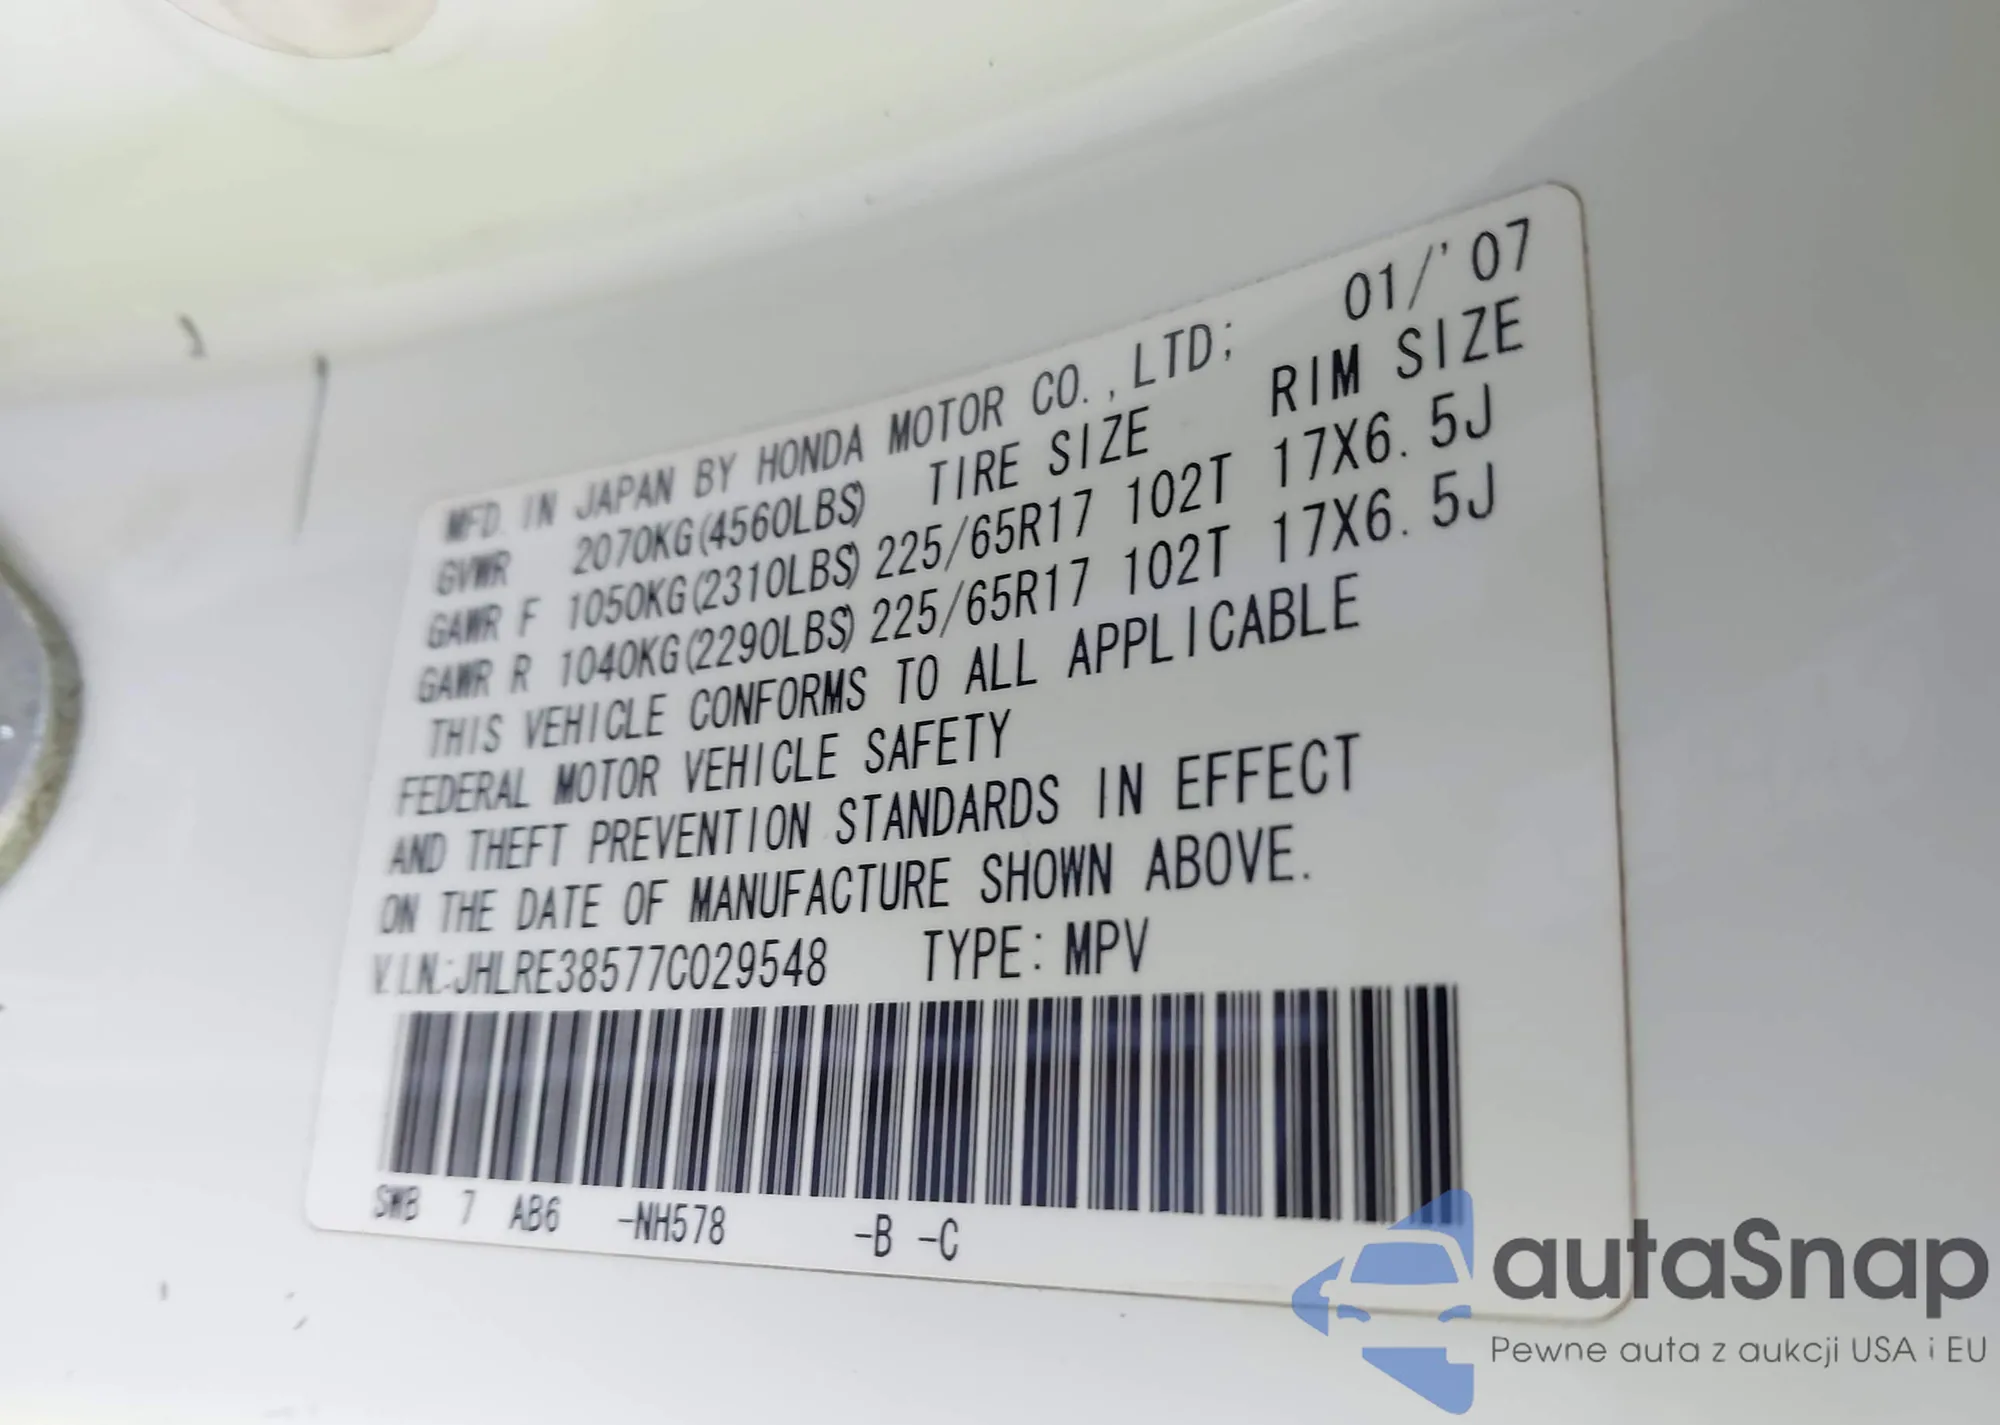 MFD. IN JAPAN BY HONDA MOTOR CO.,LTD; 01/'07
GVWR 2070KG(4560LBS) TIRE SIZE RIM SIZE
GAWR F 1050KG(2310LBS) 225/65R17 102T 17X6.5J
GAWR R 1040KG(2290LBS) 225/65R17 102T 17X6.5J
THIS VEHICLE CONFORMS TO ALL APPLICABLE
FEDERAL MOTOR VEHICLE SAFETY
AND THEFT PREVENTION STANDARDS IN EFFECT
ON THE DATE OF MANUFACTURE SHOWN ABOVE.
V.I.N.:JHLRE38577C029548 TYPE: MPV
SWB 7 AB6 -NH578 -B -C
autaSnap
Pewne auta z aukcji USA i EU